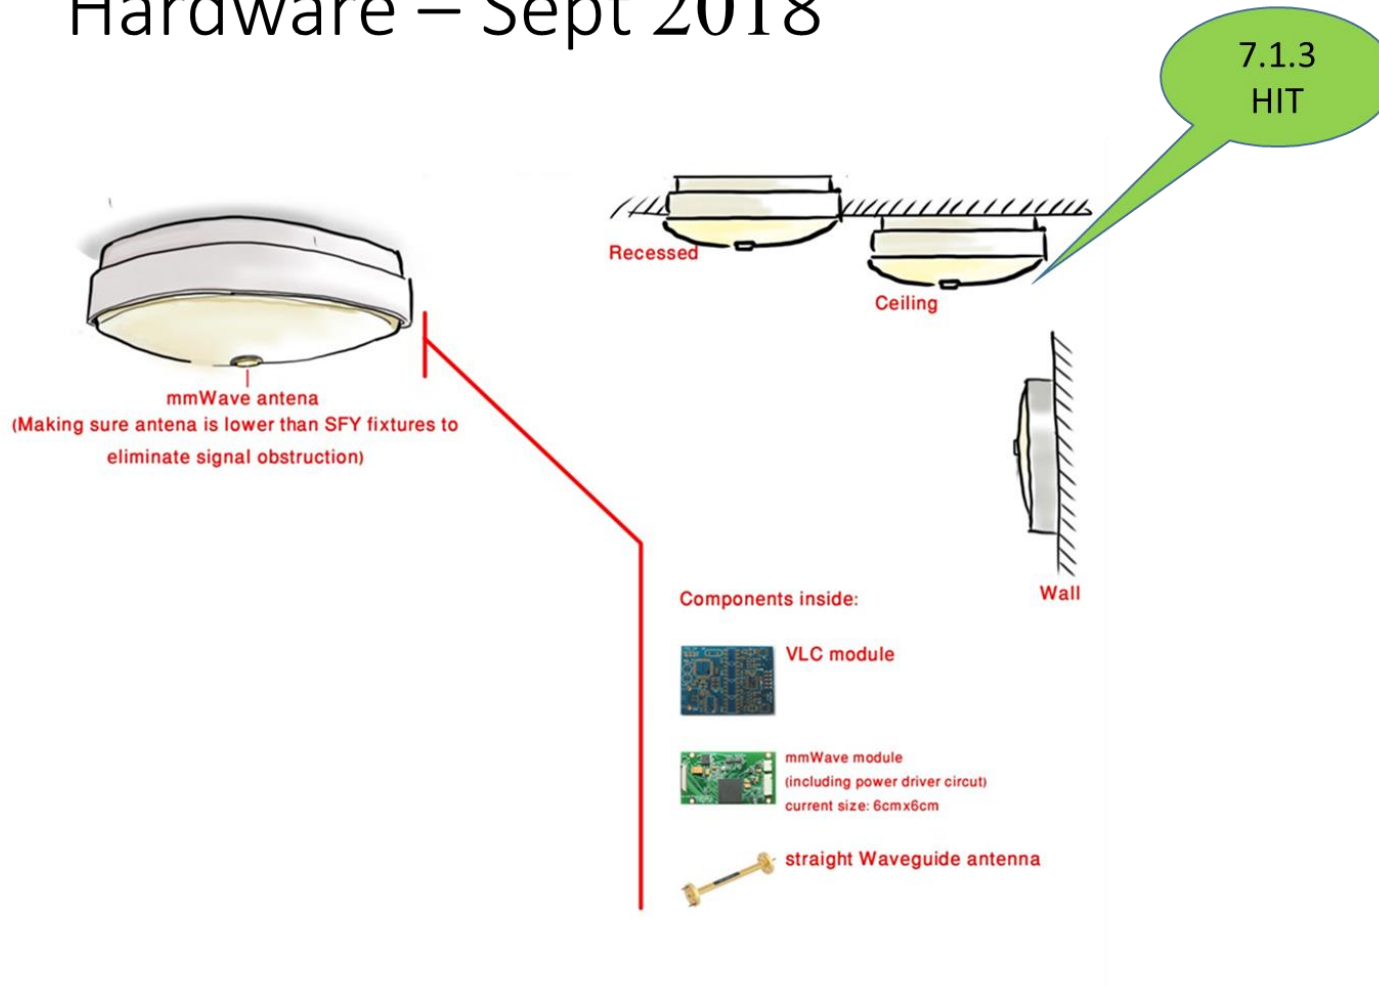 Hardware – Sept 2018
7.1.3
HIT
Recessed
Ceiling
mmWave antena
(Making sure antena is lower than SFY fixtures to
eliminate signal obstruction)
Wall
Components inside:
VLC module
mmWave module
(including power driver circut)
current size: 6cmx6cm
straight Waveguide antenna